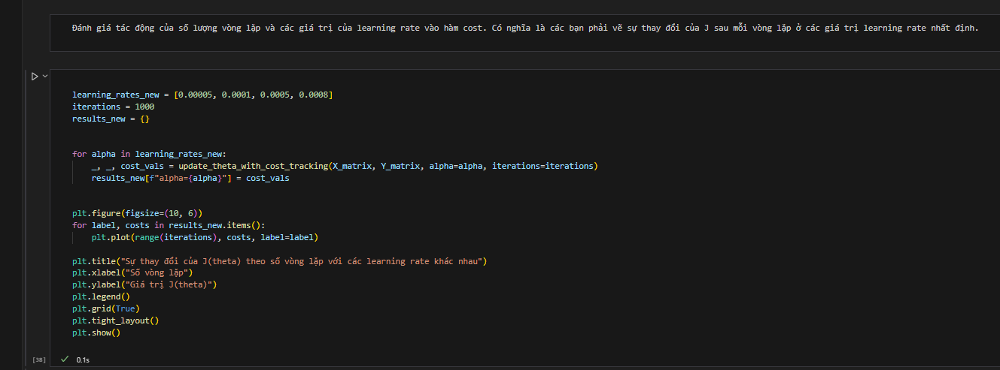 Đánh giá tác động của số lượng vòng lặp và các giá trị của learning rate vào hàm cost. Có nghĩa là các bạn phải vẽ sự thay đổi của J sau mỗi vòng lặp ở các giá trị learning rate nhất định.
learning_rates_new = [0.00005, 0.0001, 0.0005, 0.0008]
iterations = 1000
results_new = {}
for alpha in learning_rates_new:
    _, _, cost_vals = update_theta_with_cost_tracking(X_matrix, Y_matrix, alpha=alpha, iterations=iterations)
    results_new[f"alpha={alpha}"] = cost_vals
plt.figure(figsize=(10, 6))
for label, costs in results_new.items():
    plt.plot(range(iterations), costs, label=label)
plt.title("Sự thay đổi của J(theta) theo số vòng lặp với các learning rate khác nhau")
plt.xlabel("Số vòng lặp")
plt.ylabel("Giá trị J(theta)")
plt.legend()
plt.grid(True)
plt.tight_layout()
plt.show()
[38] 0.1s